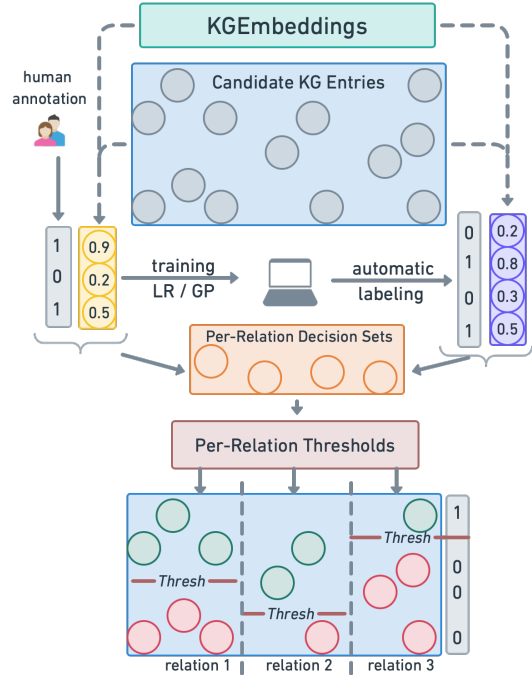 KGEmbeddings
human
annotation
Candidate KG Entries
1
0
1
0.9
0.2
0.5
training
LR / GP
automatic
labeling
0
1
0
1
0.2
0.8
0.3
0.5
Per-Relation Decision Sets
Per-Relation Thresholds
1
Thresh
0
Thresh
0
Thresh
0
relation 1
relation 2
relation 3